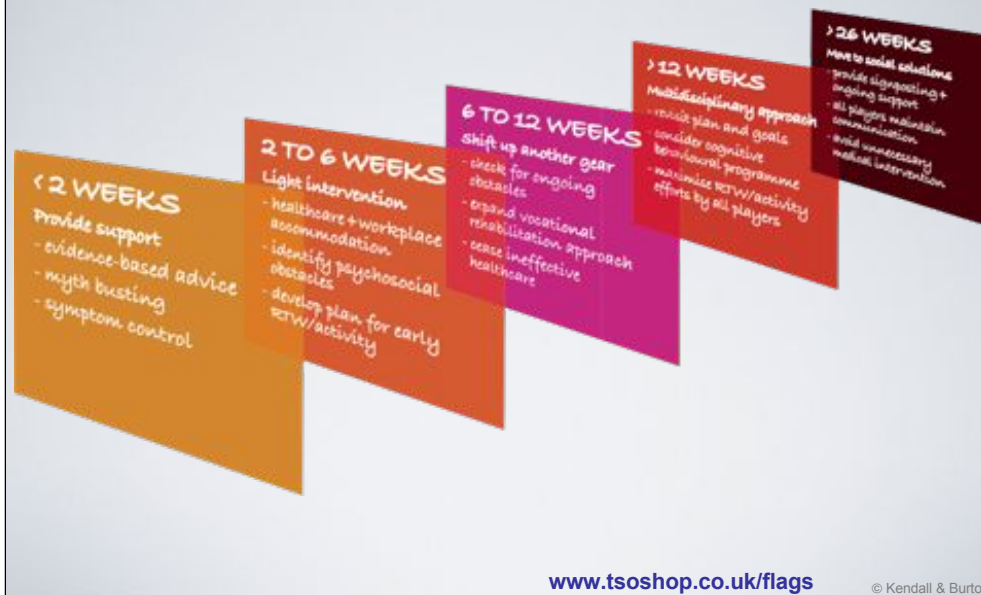 < 2 WEEKS
Provide support
- evidence-based advice
- myth busting
- symptom control
2 TO 6 WEEKS
Light intervention
- healthcare + workplace
accommodation
- identify psychosocial
obstacles
- develop plan for early
RTW/activity
6 TO 12 WEEKS
Shift up another gear
- check for ongoing
obstacles
- expand vocational
rehabilitation approach
- cease ineffective
healthcare
> 12 WEEKS
Multidisciplinary approach
- revisit plan and goals
- consider cognitive
behavioural programme
- maximise RTW/activity
efforts by all players
> 26 WEEKS
Move to social solutions
- provide signposting +
ongoing support
- all players maintain
communication
- avoid unnecessary
medical intervention
www.tsoshop.co.uk/flags
© Kendall & Burto